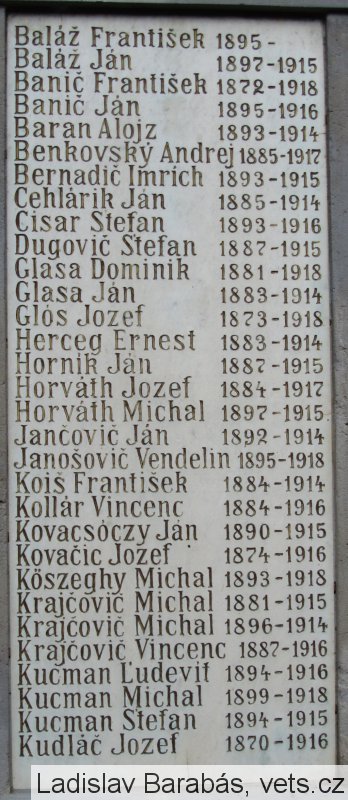 Baláž František 1895 -
Baláž Ján 1897-1915
Banič František 1872-1918
Banič Ján 1895-1916
Baran Alojz 1893-1914
Benkovský Andrej 1885-1917
Bernadič Imrich 1893-1915
Cehlárik Ján 1885-1914
Cisar Štefan 1893-1916
Dugovič Štefan 1887-1915
Glasa Dominik 1881-1918
Glasa Ján 1883-1914
Glós Jozef 1873-1918
Herceg Ernest 1883-1914
Horník Ján 1887-1915
Horváth Jozef 1884-1917
Horváth Michal 1897-1915
Jančovič Ján 1892-1914
Janošovič Vendelín 1895-1918
Koiš František 1884-1914
Kollár Vincenc 1884-1916
Kovacsóczy Ján 1890-1915
Kovačic Jozef 1874-1916
Kőszeghy Michal 1893-1918
Krajčovič Michal 1881-1915
Krajčovič Michal 1896-1914
Krajčovič Vincenc 1887-1916
Kucman Ľudevít 1894-1916
Kucman Michal 1899-1918
Kucman Štefan 1894-1915
Kudláč Jozef 1870-1916
Ladislav Barabás, vets.cz